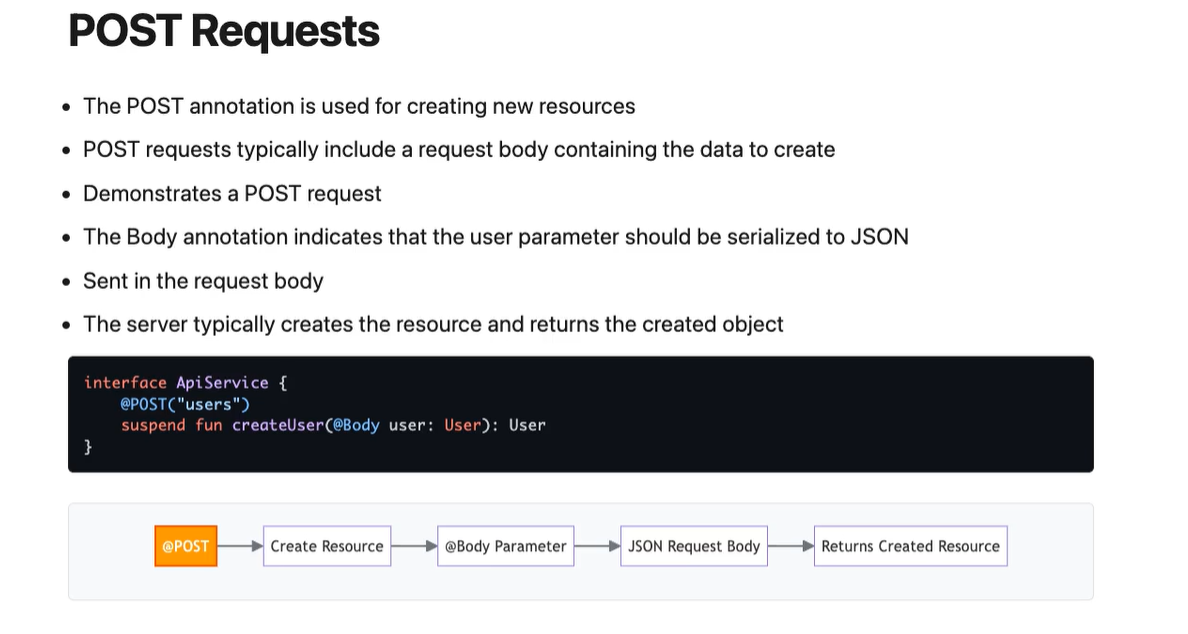 POST Requests
• The POST annotation is used for creating new resources
• POST requests typically include a request body containing the data to create
• Demonstrates a POST request
• The Body annotation indicates that the user parameter should be serialized to JSON
• Sent in the request body
• The server typically creates the resource and returns the created object
interface ApiService {
    @POST("users")
    suspend fun createUser(@Body user: User): User
}
@POST
Create Resource
@Body Parameter
JSON Request Body
Returns Created Resource